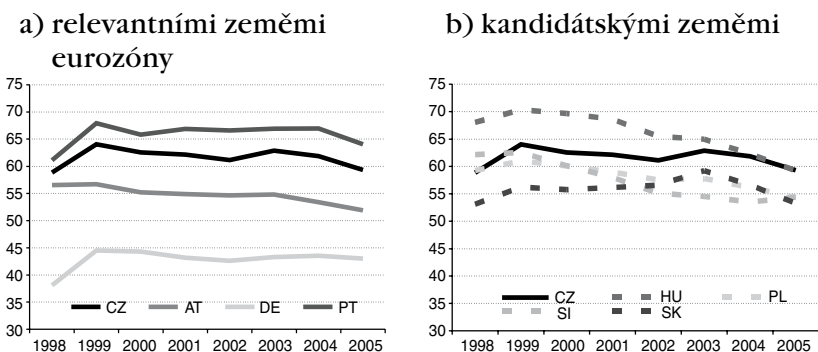 a) relevantními zeměmi
eurozóny
75
70
65
60
55
50
45
40
35
30
CZ AT DE PT
1998 1999 2000 2001 2002 2003 2004 2005
b) kandidátskými zeměmi
75
70
65
60
55
50
45
40
35
30
CZ HU PL
SI SK
1998 1999 2000 2001 2002 2003 2004 2005